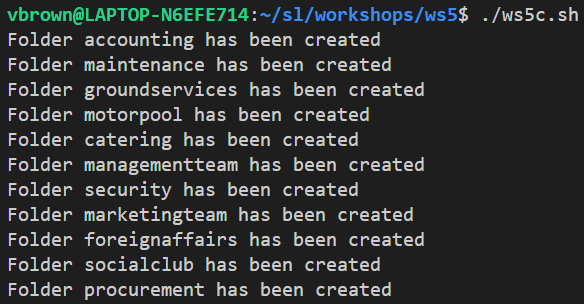 vbrown@LAPTOP-N6EFE714:~/sl/workshops/ws5$ ./ws5c.sh
Folder accounting has been created
Folder maintenance has been created
Folder groundservices has been created
Folder motorpool has been created
Folder catering has been created
Folder managementteam has been created
Folder security has been created
Folder marketingteam has been created
Folder foreignaffairs has been created
Folder socialclub has been created
Folder procurement has been created